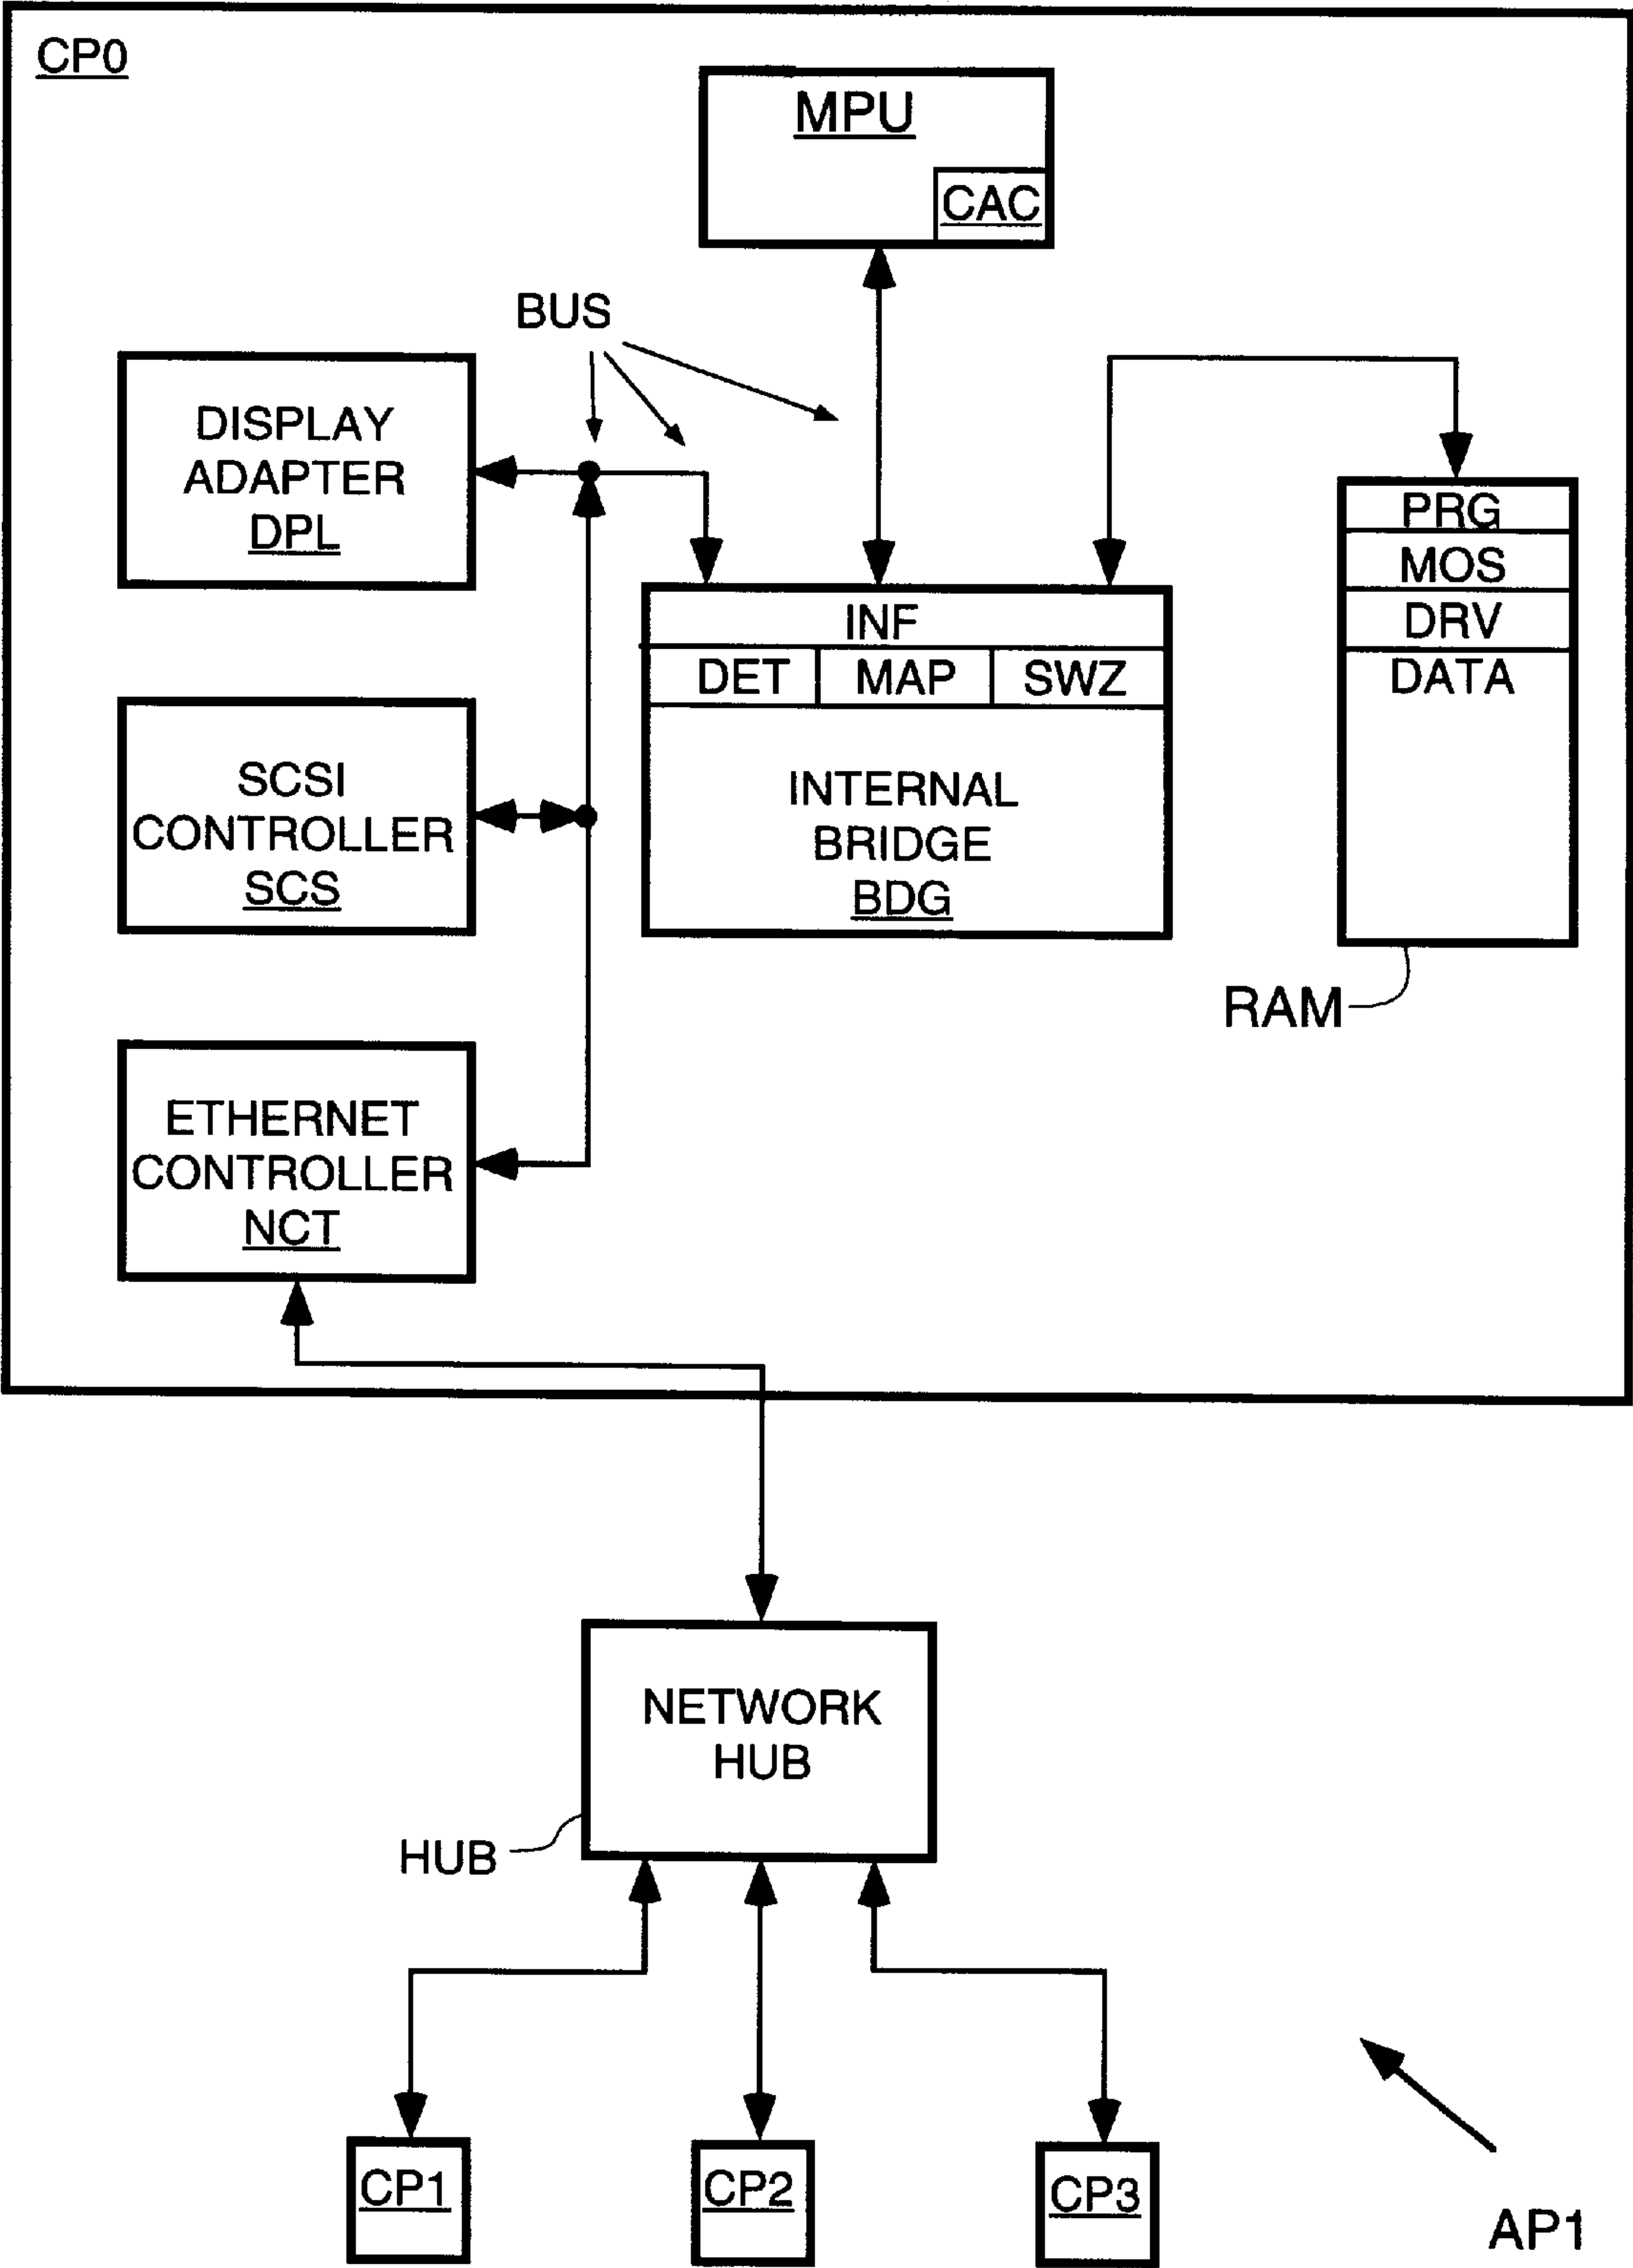 CP0
MPU
CAC
BUS
DISPLAY
ADAPTER
DPL
PRG
MOS
DRV
DATA
INF
DET MAP SWZ
INTERNAL
BRIDGE
BDG
SCSI
CONTROLLER
SCS
RAM
ETHERNET
CONTROLLER
NCT
NETWORK
HUB
HUB
CP1
CP2
CP3
AP1